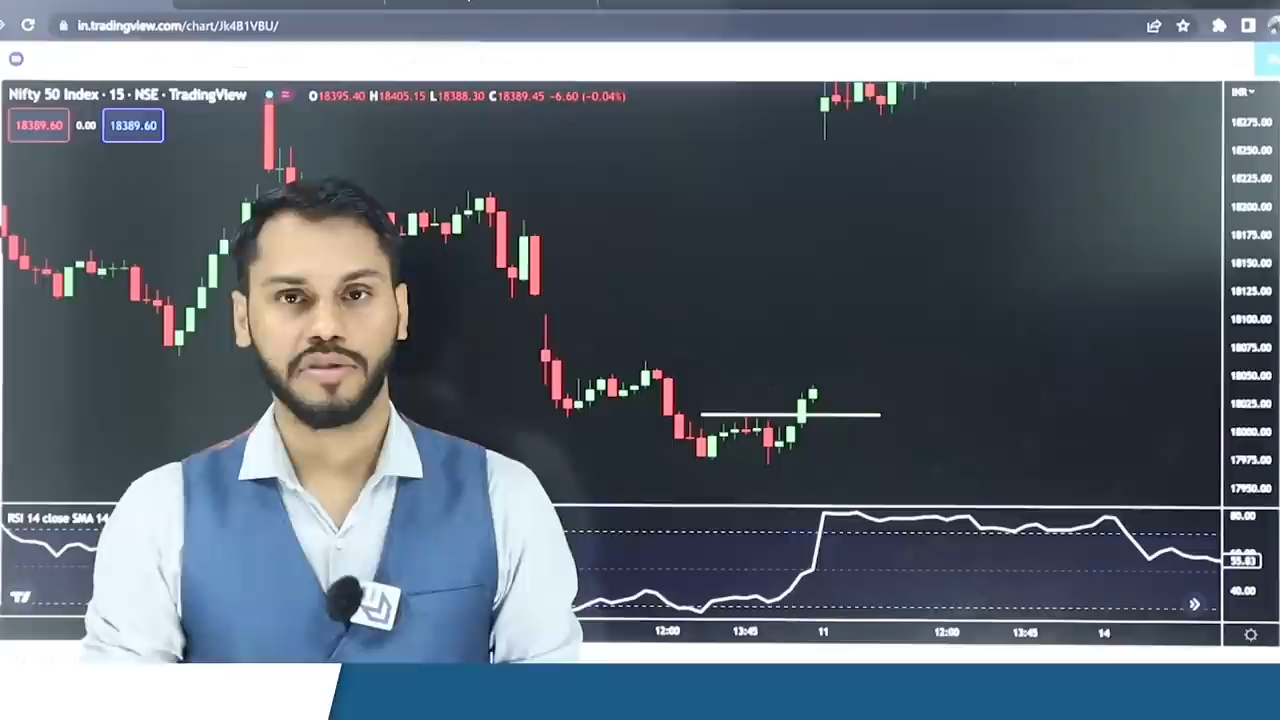 in.tradingview.com/chart/Jk4B1VBU/
Nifty 50 Index · 15 · NSE · TradingView
O18395.40 H18405.15 L18388.30 C18389.45 -6.60 (-0.04%)
INR
18389.60 0.00 18389.60
18275.00
18250.00
18225.00
18200.00
18175.00
18150.00
18125.00
18100.00
18075.00
18050.00
18025.00
18000.00
17975.00
17950.00
RSI 14 close SMA 14
80.00
55.83
40.00
12:00 13:45 11 12:00 13:45 14